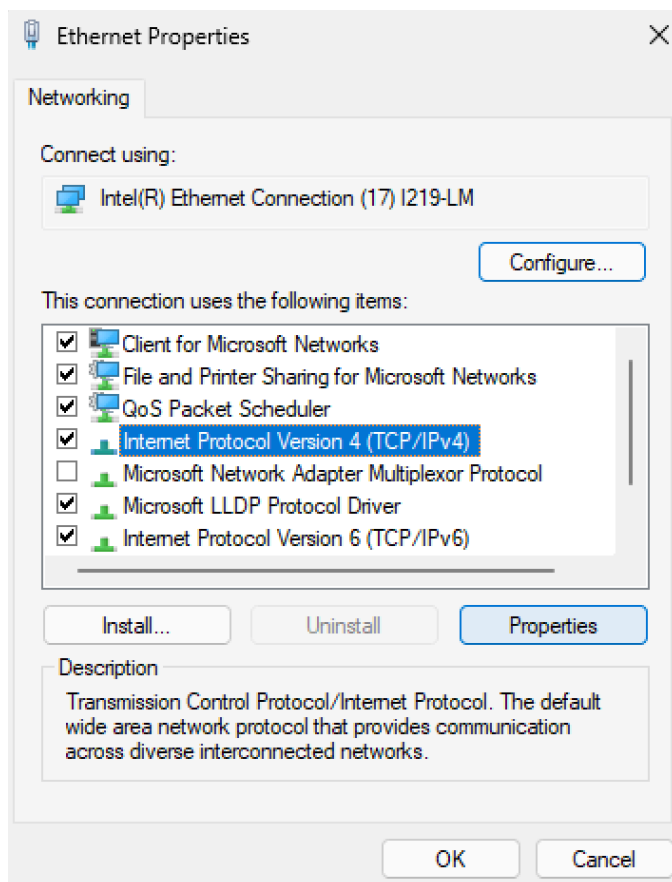 Ethernet Properties
Networking
Connect using:
Intel(R) Ethernet Connection (17) I219-LM
Configure...
This connection uses the following items:
Client for Microsoft Networks
File and Printer Sharing for Microsoft Networks
QoS Packet Scheduler
Internet Protocol Version 4 (TCP/IPv4)
Microsoft Network Adapter Multiplexor Protocol
Microsoft LLDP Protocol Driver
Internet Protocol Version 6 (TCP/IPv6)
Install... Uninstall Properties
Description
Transmission Control Protocol/Internet Protocol. The default
wide area network protocol that provides communication
across diverse interconnected networks.
OK Cancel